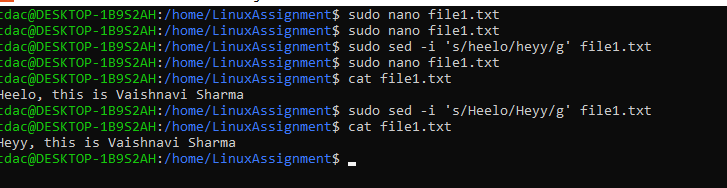 cdac@DESKTOP-1B9S2AH:/home/LinuxAssignment$ sudo nano file1.txt
cdac@DESKTOP-1B9S2AH:/home/LinuxAssignment$ sudo nano file1.txt
cdac@DESKTOP-1B9S2AH:/home/LinuxAssignment$ sudo sed -i 's/heelo/heyy/g' file1.txt
cdac@DESKTOP-1B9S2AH:/home/LinuxAssignment$ sudo nano file1.txt
cdac@DESKTOP-1B9S2AH:/home/LinuxAssignment$ cat file1.txt
Heelo, this is Vaishnavi Sharma
cdac@DESKTOP-1B9S2AH:/home/LinuxAssignment$ sudo sed -i 's/Heelo/Heyy/g' file1.txt
cdac@DESKTOP-1B9S2AH:/home/LinuxAssignment$ cat file1.txt
Heyy, this is Vaishnavi Sharma
cdac@DESKTOP-1B9S2AH:/home/LinuxAssignment$